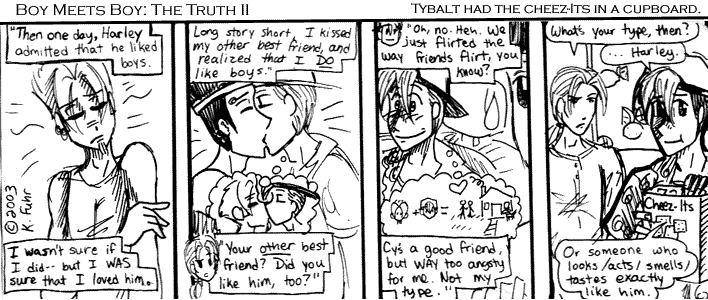 BOY MEETS BOY: THE TRUTH II
TYBALT HAD THE CHEEZ-ITS IN A CUPBOARD.
"Then one day, Harley
admitted that he liked
boys.
I wasn't sure if
I did-- but I WAS
sure that I loved him.
©2003
K. Fuhr
Long story short, I kissed
my other best friend, and
realized that I DO
like boys."
"Your other best
friend? Did you
like him, too?"
"Oh, no. Heh. We
just flirted the
way friends flirt, you
know?
Cy's a good friend,
but WAY too angsty
for me. Not my
type."
What's your type, then?
...Harley.
Cheez-Its
Or someone who
looks/acts/smells/
tastes exactly
like him.